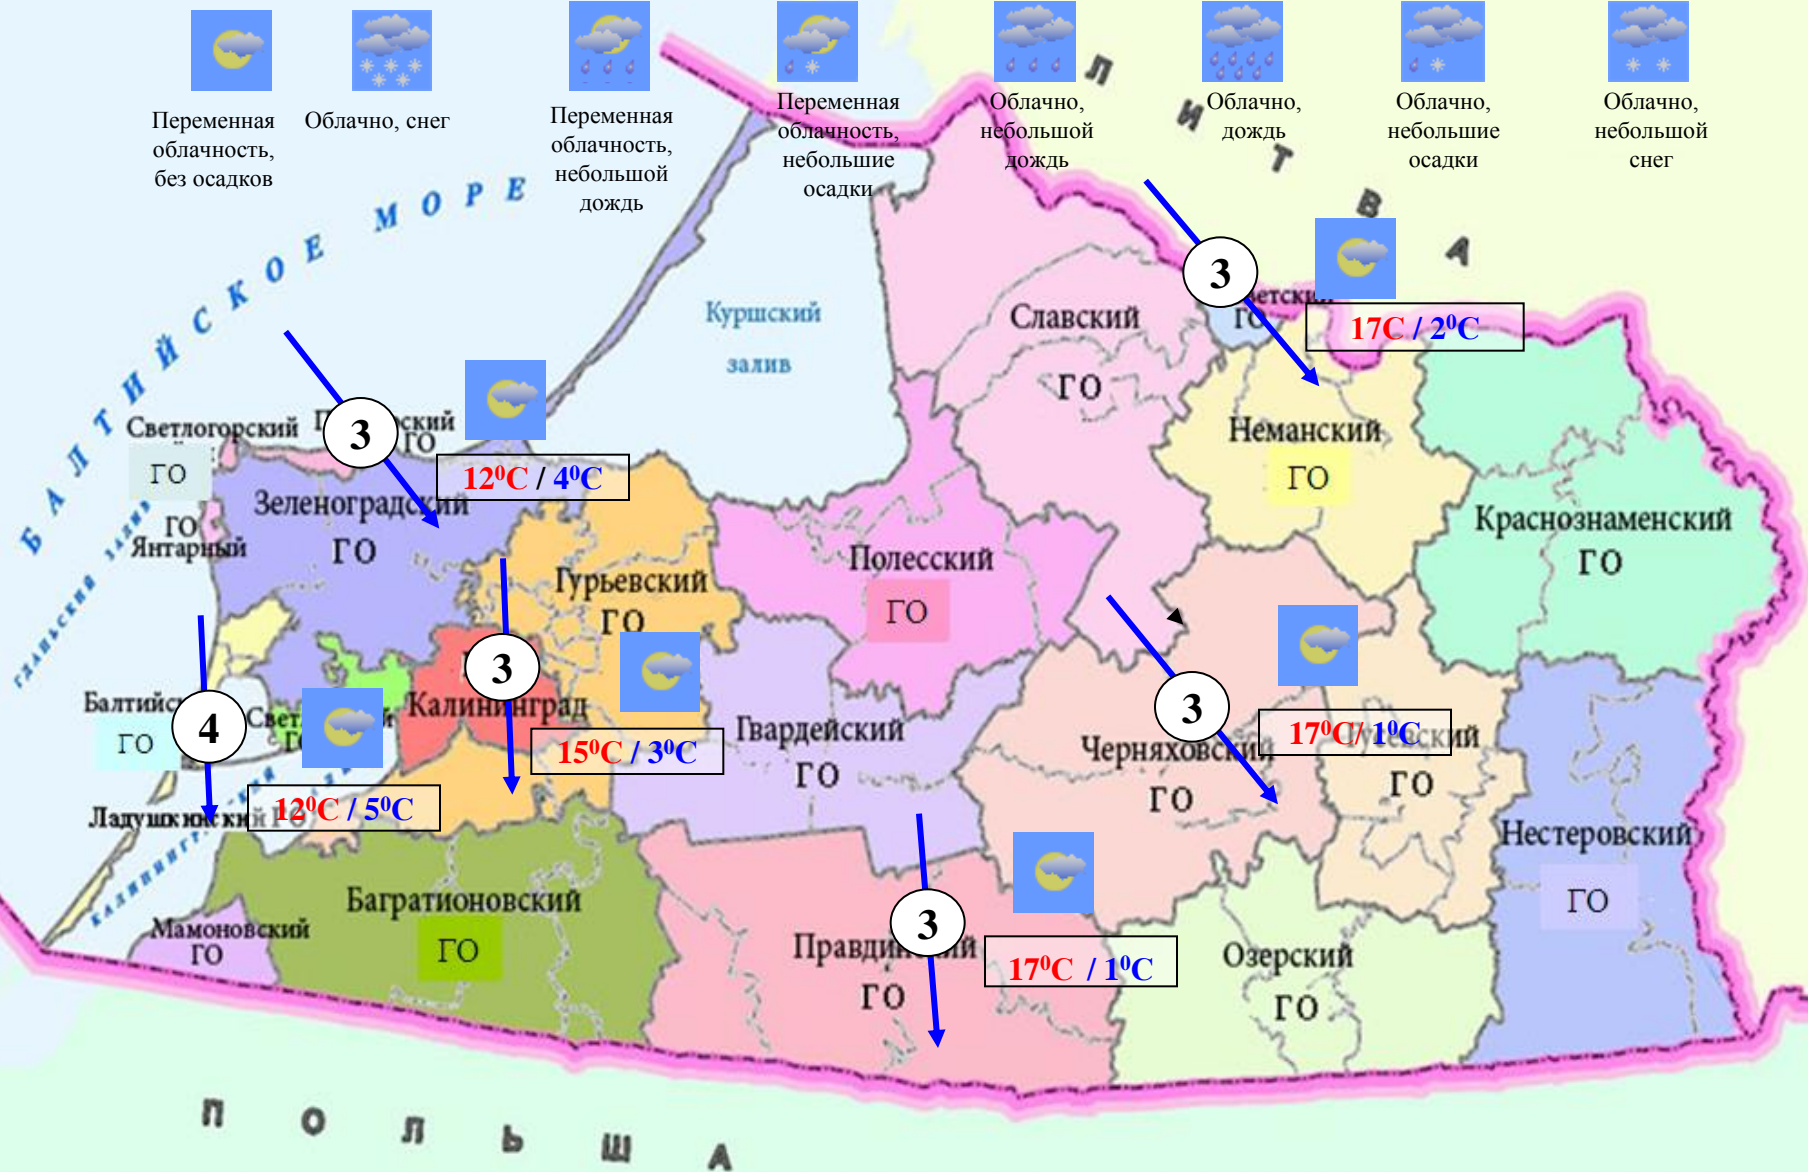 Переменная
облачность,
без осадков
Облачно, снег
Переменная
облачность,
небольшой
дождь
Переменная
облачность,
небольшие
осадки
Облачно,
небольшой
дождь
Облачно,
дождь
Облачно,
небольшие
осадки
Облачно,
небольшой
снег
ЛИТВА
БАЛТИЙСКОЕ МОРЕ
Куршский
залив
Славский
ГО
3
ГО
17С / 2⁰С
Светлогорский
ГО
3
ГО
12⁰С / 4⁰С
Зеленоградский
ГО
ГО
Янтарный
Неманский
ГО
Краснознаменский
ГО
Полесский
ГО
Гурьевский
ГО
3
Калининград
15⁰С / 3⁰С
ГО
4
12⁰С / 5⁰С
Гвардейский
ГО
3
Черняховский
ГО
17⁰С/ 1⁰С
ГО
Нестеровский
ГО
Багратионовский
ГО
Мамоновский
ГО
3
ГО
17⁰С / 1⁰С
Озерский
ГО
ПОЛЬША